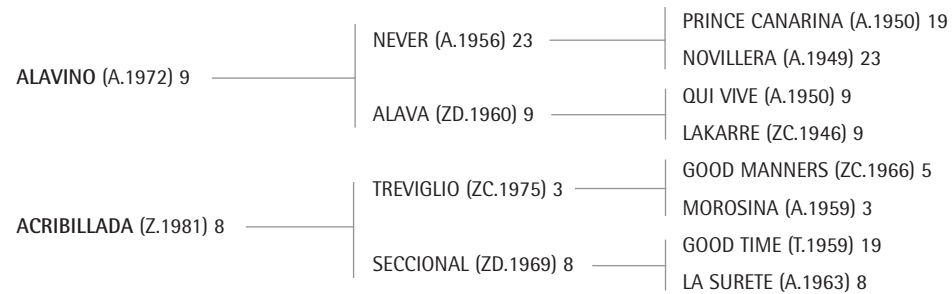 ALAVINO (A.1972) 9
NEVER (A.1956) 23
PRINCE CANARINA (A.1950) 19
NOVILLERA (A.1949) 23
ALAVA (ZD.1960) 9
QUI VIVE (A.1950) 9
LAKARRE (ZC.1946) 9
ACRIBILLADA (Z.1981) 8
TREVIGLIO (ZC.1975) 3
GOOD MANNERS (ZC.1966) 5
MOROSINA (A.1959) 3
SECCIONAL (ZD.1969) 8
GOOD TIME (T.1959) 19
LA SURETE (A.1963) 8